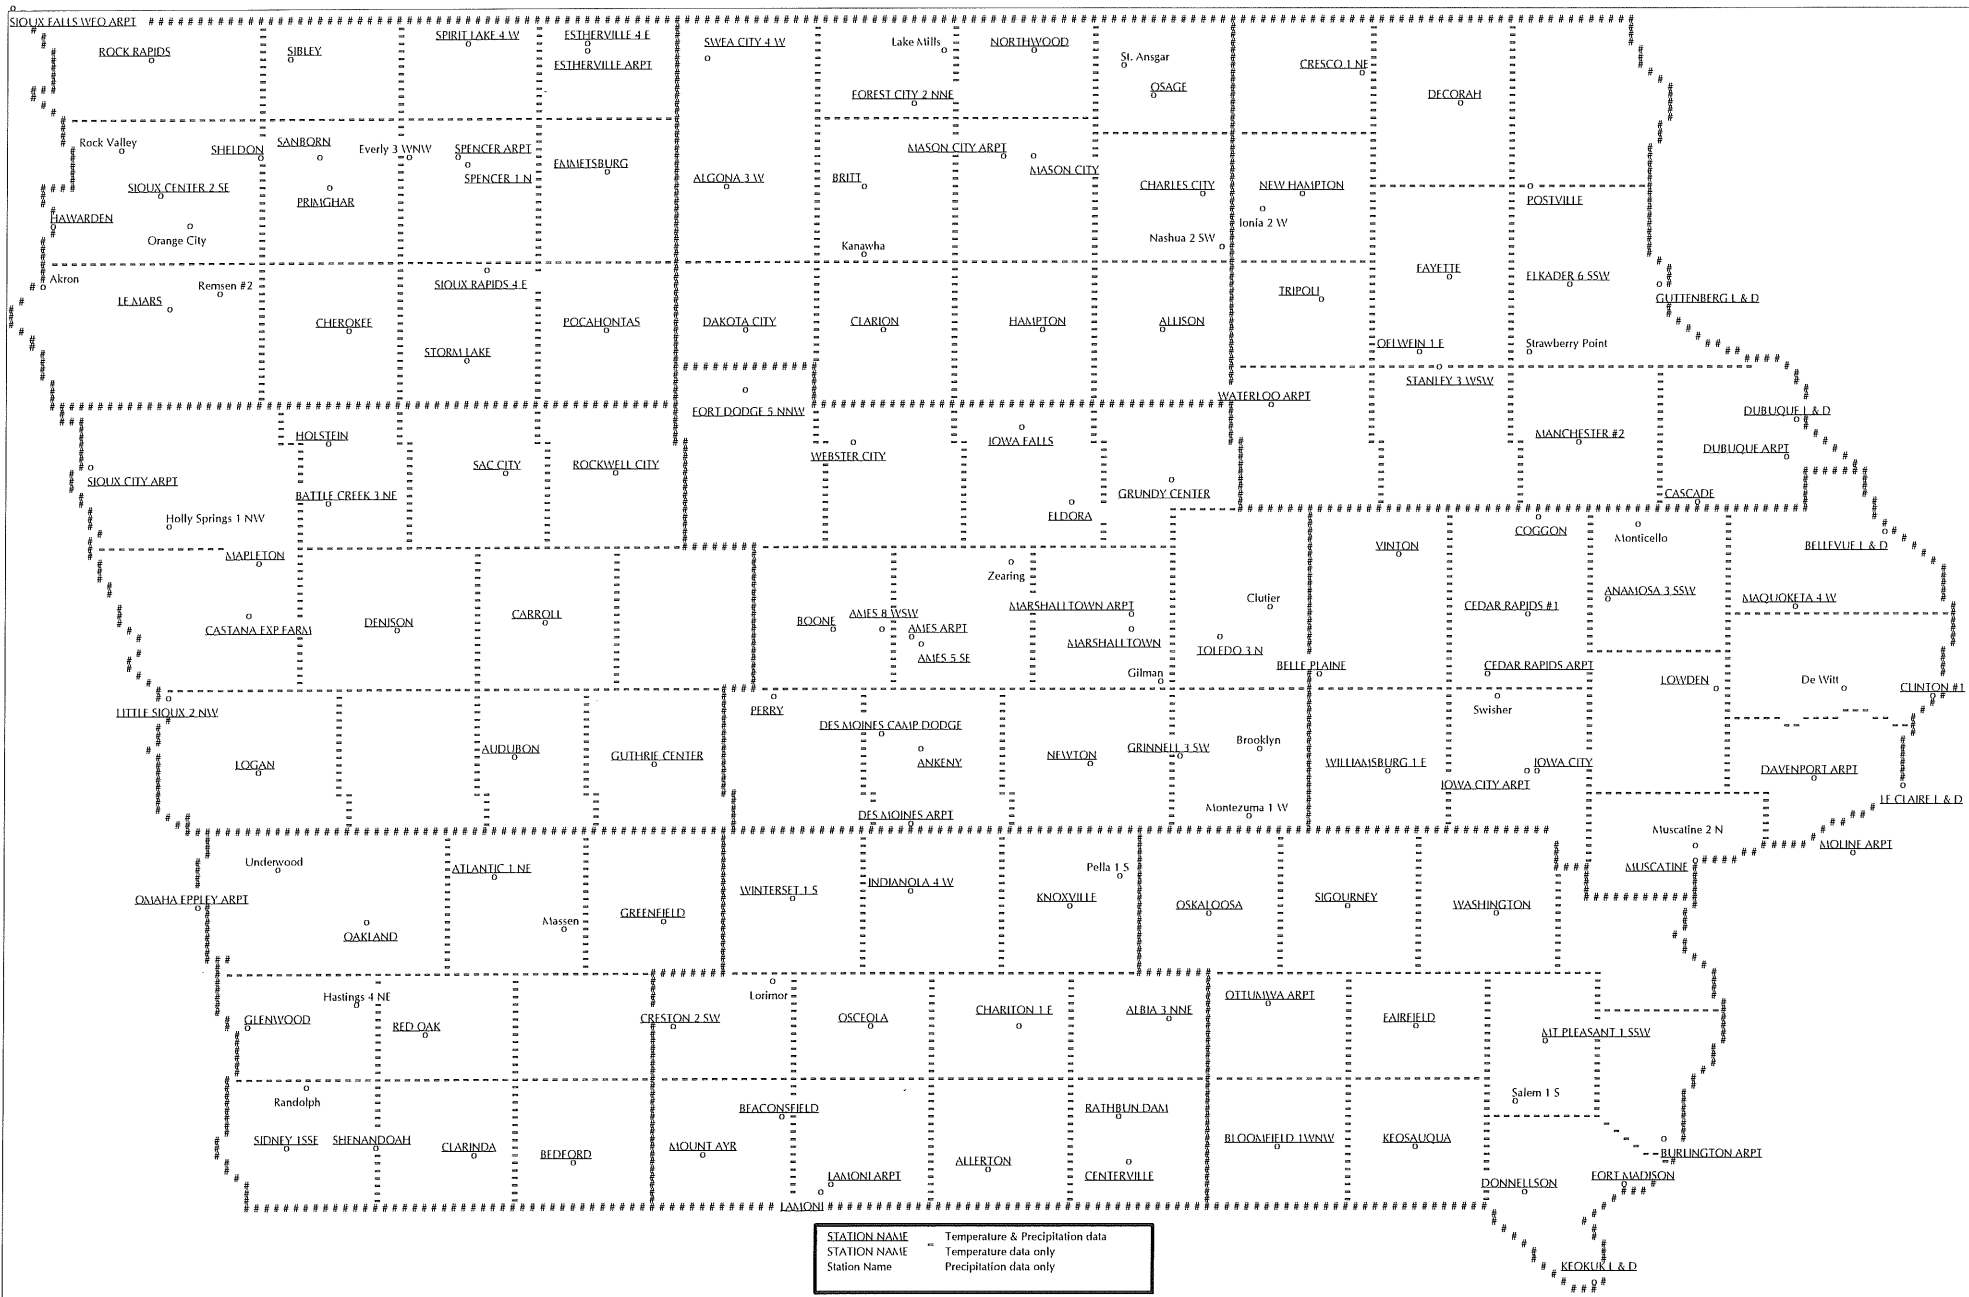 SIOUX FALLS WFO ARPT
ROCK RAPIDS
SIBLEY
SPIRIT LAKE 4 W
ESTHERVILLE 4 E
ESTHERVILLE ARPT
SWEA CITY 4 W
Lake Mills
NORTHWOOD
St. Ansgar
OSAGE
CRESCO 1 NE
DECORAH
FOREST CITY 2 NNE
Rock Valley
SHELDON
SANBORN
Everly 3 WNW
SPENCER ARPT
SPENCER 1 N
EMMETSBURG
ALGONA 3 W
BRITT
MASON CITY ARPT
MASON CITY
CHARLES CITY
NEW HAMPTON
POSTVILLE
SIOUX CENTER 2 SE
PRIMGHAR
HAWARDEN
Orange City
Kanawha
Nashua 2 SW
Ionia 2 W
Akron
Remsen #2
LE MARS
CHEROKEE
SIOUX RAPIDS 4 E
STORM LAKE
POCAHONTAS
DAKOTA CITY
CLARION
HAMPTON
ALLISON
TRIPOLI
FAYETTE
ELKADER 6 SSW
GUTTENBERG L & D
OELWEIN 1 E
Strawberry Point
STANLEY 3 WSW
WATERLOO ARPT
FORT DODGE 5 NNW
DUBUQUE L & D
DUBUQUE ARPT
MANCHESTER #2
CASCADE
HOLSTEIN
SAC CITY
ROCKWELL CITY
WEBSTER CITY
IOWA FALLS
GRUNDY CENTER
ELDORA
SIOUX CITY ARPT
BATTLE CREEK 3 NE
Holly Springs 1 NW
MAPLETON
CASTANA EXP FARM
DENISON
CARROLL
BOONE
AMES 8 WSW
AMES ARPT
AMES 5 SE
Zearing
MARSHALLTOWN ARPT
MARSHALLTOWN
Gilman
Clutier
TOLEDO 3 N
BELLE PLAINE
VINTON
COGGON
Monticello
BELLEVUE L & D
ANAMOSA 3 SSW
MAQUOKETA 4 W
CEDAR RAPIDS #1
CEDAR RAPIDS ARPT
LOWDEN
De Witt
CLINTON #1
LITTLE SIOUX 2 NW
LOGAN
AUDUBON
GUTHRIE CENTER
PERRY
DES MOINES CAMP DODGE
ANKENY
DES MOINES ARPT
NEWTON
GRINNELL 3 SW
Brooklyn
Montezuma 1 W
WILLIAMSBURG 1 E
Swisher
IOWA CITY
IOWA CITY ARPT
DAVENPORT ARPT
LE CLAIRE L & D
Muscatine 2 N
MUSCATINE
MOLINE ARPT
Underwood
ATLANTIC 1 NE
OMAHA EPPLEY ARPT
OAKLAND
Massen
GREENFIELD
WINTERSET 1 S
INDIANOLA 4 W
KNOXVILLE
Pella 1 S
OSKALOOSA
SIGOURNEY
WASHINGTON
Hastings 4 NE
GLENWOOD
RED OAK
CRESTON 2 SW
Lorimor
OSCEOLA
CHARITON 1 E
ALBIA 3 NNE
OTTUMWA ARPT
FAIRFIELD
MT PLEASANT 1 SSW
Salem 1 S
Randolph
SIDNEY 1SSE
SHENANDOAH
CLARINDA
BEDFORD
MOUNT AYR
BEACONSFIELD
LAMONI ARPT
LAMONI
ALLERTON
RATHBUN DAM
CENTERVILLE
BLOOMFIELD 1WNW
KEOSAUQUA
BURLINGTON ARPT
DONNELLSON
FORT MADISON
KEOKUK L & D
STATION NAME = Temperature & Precipitation data
STATION NAME Temperature data only
Station Name Precipitation data only